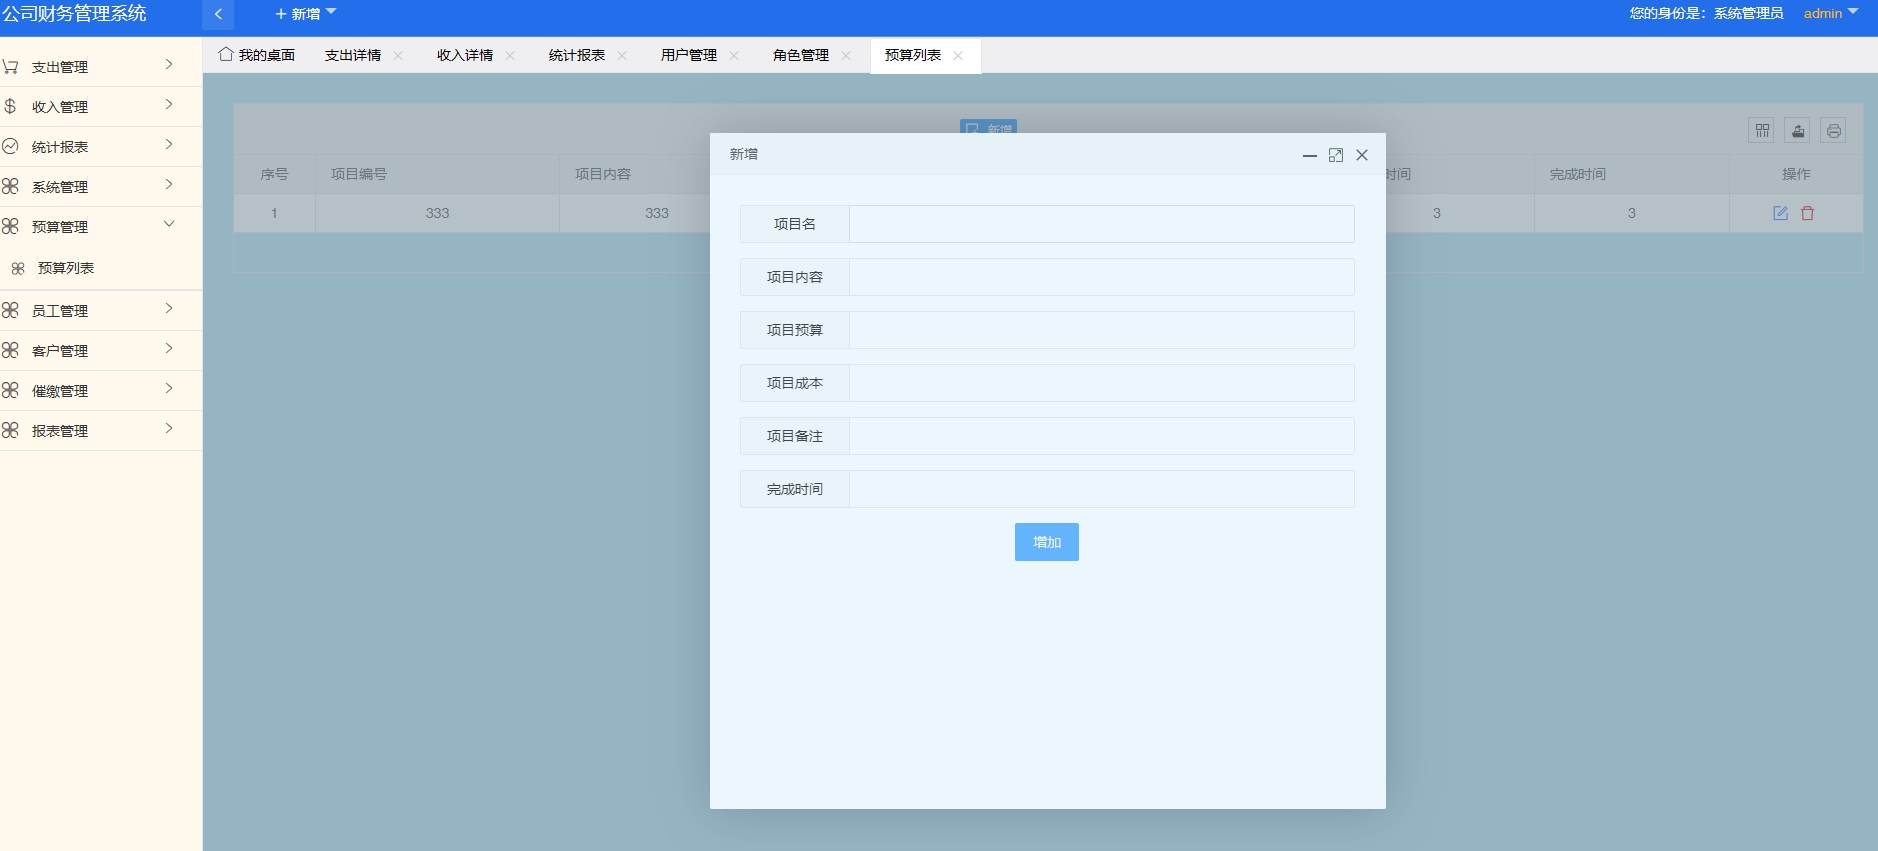 公司财务管理系统
新增
您的身份是：系统管理员
admin
我的桌面
支出详情
收入详情
统计报表
用户管理
角色管理
预算列表
支出管理
收入管理
统计报表
系统管理
预算管理
预算列表
员工管理
客户管理
催缴管理
报表管理
新增
序号 项目编号 项目内容 时间 完成时间 操作
1 333 333 3 3
新增
项目名
项目内容
项目预算
项目成本
项目备注
完成时间
增加